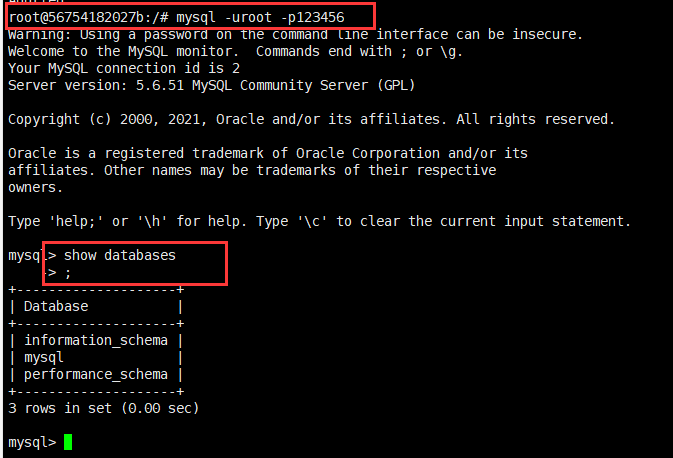 root@56754182027b:/# mysql -uroot -p123456
Warning: Using a password on the command line interface can be insecure.
Welcome to the MySQL monitor.  Commands end with ; or \g.
Your MySQL connection id is 2
Server version: 5.6.51 MySQL Community Server (GPL)

Copyright (c) 2000, 2021, Oracle and/or its affiliates. All rights reserved.

Oracle is a registered trademark of Oracle Corporation and/or its
affiliates. Other names may be trademarks of their respective
owners.

Type 'help;' or '\h' for help. Type '\c' to clear the current input statement.

mysql> show databases
    -> ;
+--------------------+
| Database           |
+--------------------+
| information_schema |
| mysql              |
| performance_schema |
+--------------------+
3 rows in set (0.00 sec)

mysql>